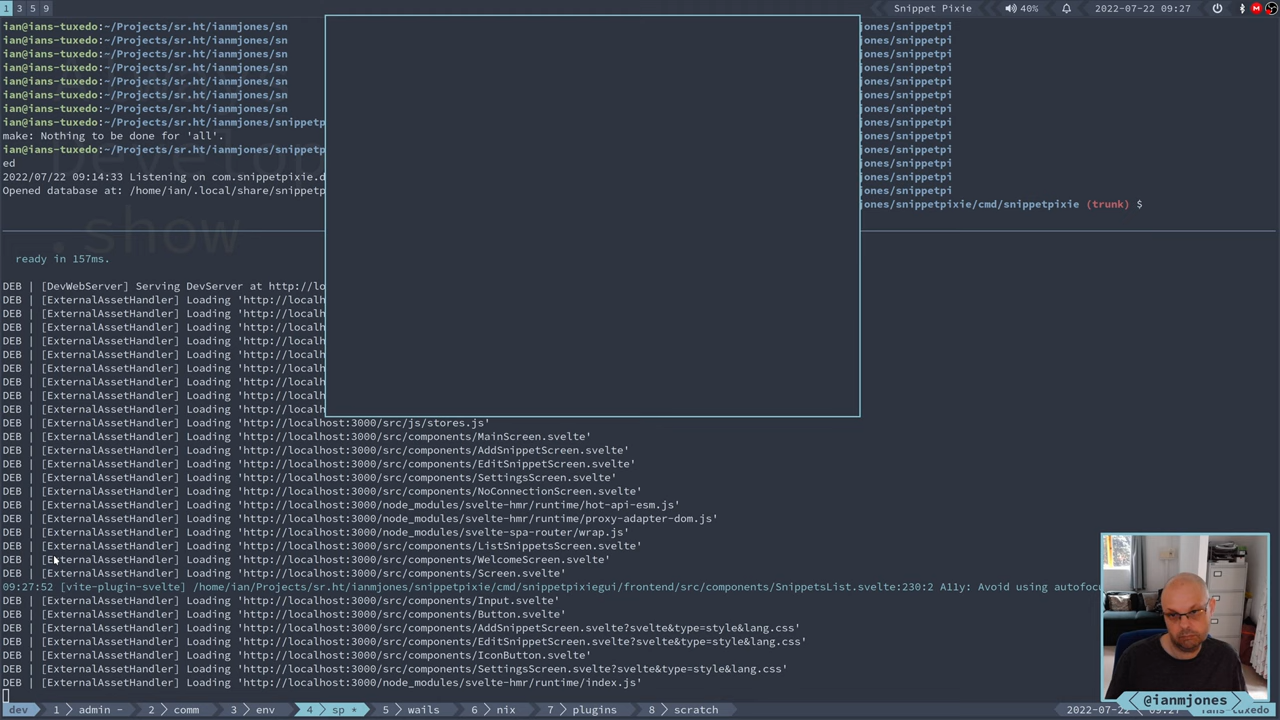 1 3 5 9 Snippet Pixie 40% 2022-07-22 09:27
ian@ians-tuxedo:~/Projects/sr.ht/ianmjones/sn jones/snippetpi
ian@ians-tuxedo:~/Projects/sr.ht/ianmjones/sn jones/snippetpi
ian@ians-tuxedo:~/Projects/sr.ht/ianmjones/sn jones/snippetpi
ian@ians-tuxedo:~/Projects/sr.ht/ianmjones/sn jones/snippetpi
ian@ians-tuxedo:~/Projects/sr.ht/ianmjones/sn jones/snippetpi
ian@ians-tuxedo:~/Projects/sr.ht/ianmjones/sn jones/snippetpi
ian@ians-tuxedo:~/Projects/sr.ht/ianmjones/sn jones/snippetpi
ian@ians-tuxedo:~/Projects/sr.ht/ianmjones/snippetp jones/snippetpi
make: Nothing to be done for 'all'. jones/snippetpi
ian@ians-tuxedo:~/Projects/sr.ht/ianmjones/snippetp jones/snippetpi
ed jones/snippetpi
2022/07/22 09:14:33 Listening on com.snippetpixie.d jones/snippetpi
Opened database at: /home/ian/.local/share/snippetp jones/snippetpi
jones/snippetpixie/cmd/snippetpixie (trunk) $
Develop
.show
ready in 157ms.
DEB | [DevWebServer] Serving DevServer at http://lo
DEB | [ExternalAssetHandler] Loading 'http://localh
DEB | [ExternalAssetHandler] Loading 'http://localh
DEB | [ExternalAssetHandler] Loading 'http://localh
DEB | [ExternalAssetHandler] Loading 'http://localh
DEB | [ExternalAssetHandler] Loading 'http://localh
DEB | [ExternalAssetHandler] Loading 'http://localh
DEB | [ExternalAssetHandler] Loading 'http://localh
DEB | [ExternalAssetHandler] Loading 'http://localh
DEB | [ExternalAssetHandler] Loading 'http://localh
DEB | [ExternalAssetHandler] Loading 'http://localhost:3000/src/js/stores.js'
DEB | [ExternalAssetHandler] Loading 'http://localhost:3000/src/components/MainScreen.svelte'
DEB | [ExternalAssetHandler] Loading 'http://localhost:3000/src/components/AddSnippetScreen.svelte'
DEB | [ExternalAssetHandler] Loading 'http://localhost:3000/src/components/EditSnippetScreen.svelte'
DEB | [ExternalAssetHandler] Loading 'http://localhost:3000/src/components/SettingsScreen.svelte'
DEB | [ExternalAssetHandler] Loading 'http://localhost:3000/src/components/NoConnectionScreen.svelte'
DEB | [ExternalAssetHandler] Loading 'http://localhost:3000/node_modules/svelte-hmr/runtime/hot-api-esm.js'
DEB | [ExternalAssetHandler] Loading 'http://localhost:3000/node_modules/svelte-hmr/runtime/proxy-adapter-dom.js'
DEB | [ExternalAssetHandler] Loading 'http://localhost:3000/node_modules/svelte-spa-router/wrap.js'
DEB | [ExternalAssetHandler] Loading 'http://localhost:3000/src/components/ListSnippetsScreen.svelte'
DEB | [ExternalAssetHandler] Loading 'http://localhost:3000/src/components/WelcomeScreen.svelte'
DEB | [ExternalAssetHandler] Loading 'http://localhost:3000/src/components/Screen.svelte'
09:27:52 [vite-plugin-svelte] /home/ian/Projects/sr.ht/ianmjones/snippetpixie/cmd/snippetpixiegui/frontend/src/components/SnippetsList.svelte:230:2 A11y: Avoid using autofoc
DEB | [ExternalAssetHandler] Loading 'http://localhost:3000/src/components/Input.svelte'
DEB | [ExternalAssetHandler] Loading 'http://localhost:3000/src/components/Button.svelte'
DEB | [ExternalAssetHandler] Loading 'http://localhost:3000/src/components/AddSnippetScreen.svelte?svelte&type=style&lang.css'
DEB | [ExternalAssetHandler] Loading 'http://localhost:3000/src/components/EditSnippetScreen.svelte?svelte&type=style&lang.css'
DEB | [ExternalAssetHandler] Loading 'http://localhost:3000/src/components/IconButton.svelte'
DEB | [ExternalAssetHandler] Loading 'http://localhost:3000/src/components/SettingsScreen.svelte?svelte&type=style&lang.css'
DEB | [ExternalAssetHandler] Loading 'http://localhost:3000/node_modules/svelte-hmr/runtime/index.js'
@ianmjones
dev 1 admin - 2 comm 3 env 4 sp * 5 wails 6 nix 7 plugins 8 scratch 2022-07-22